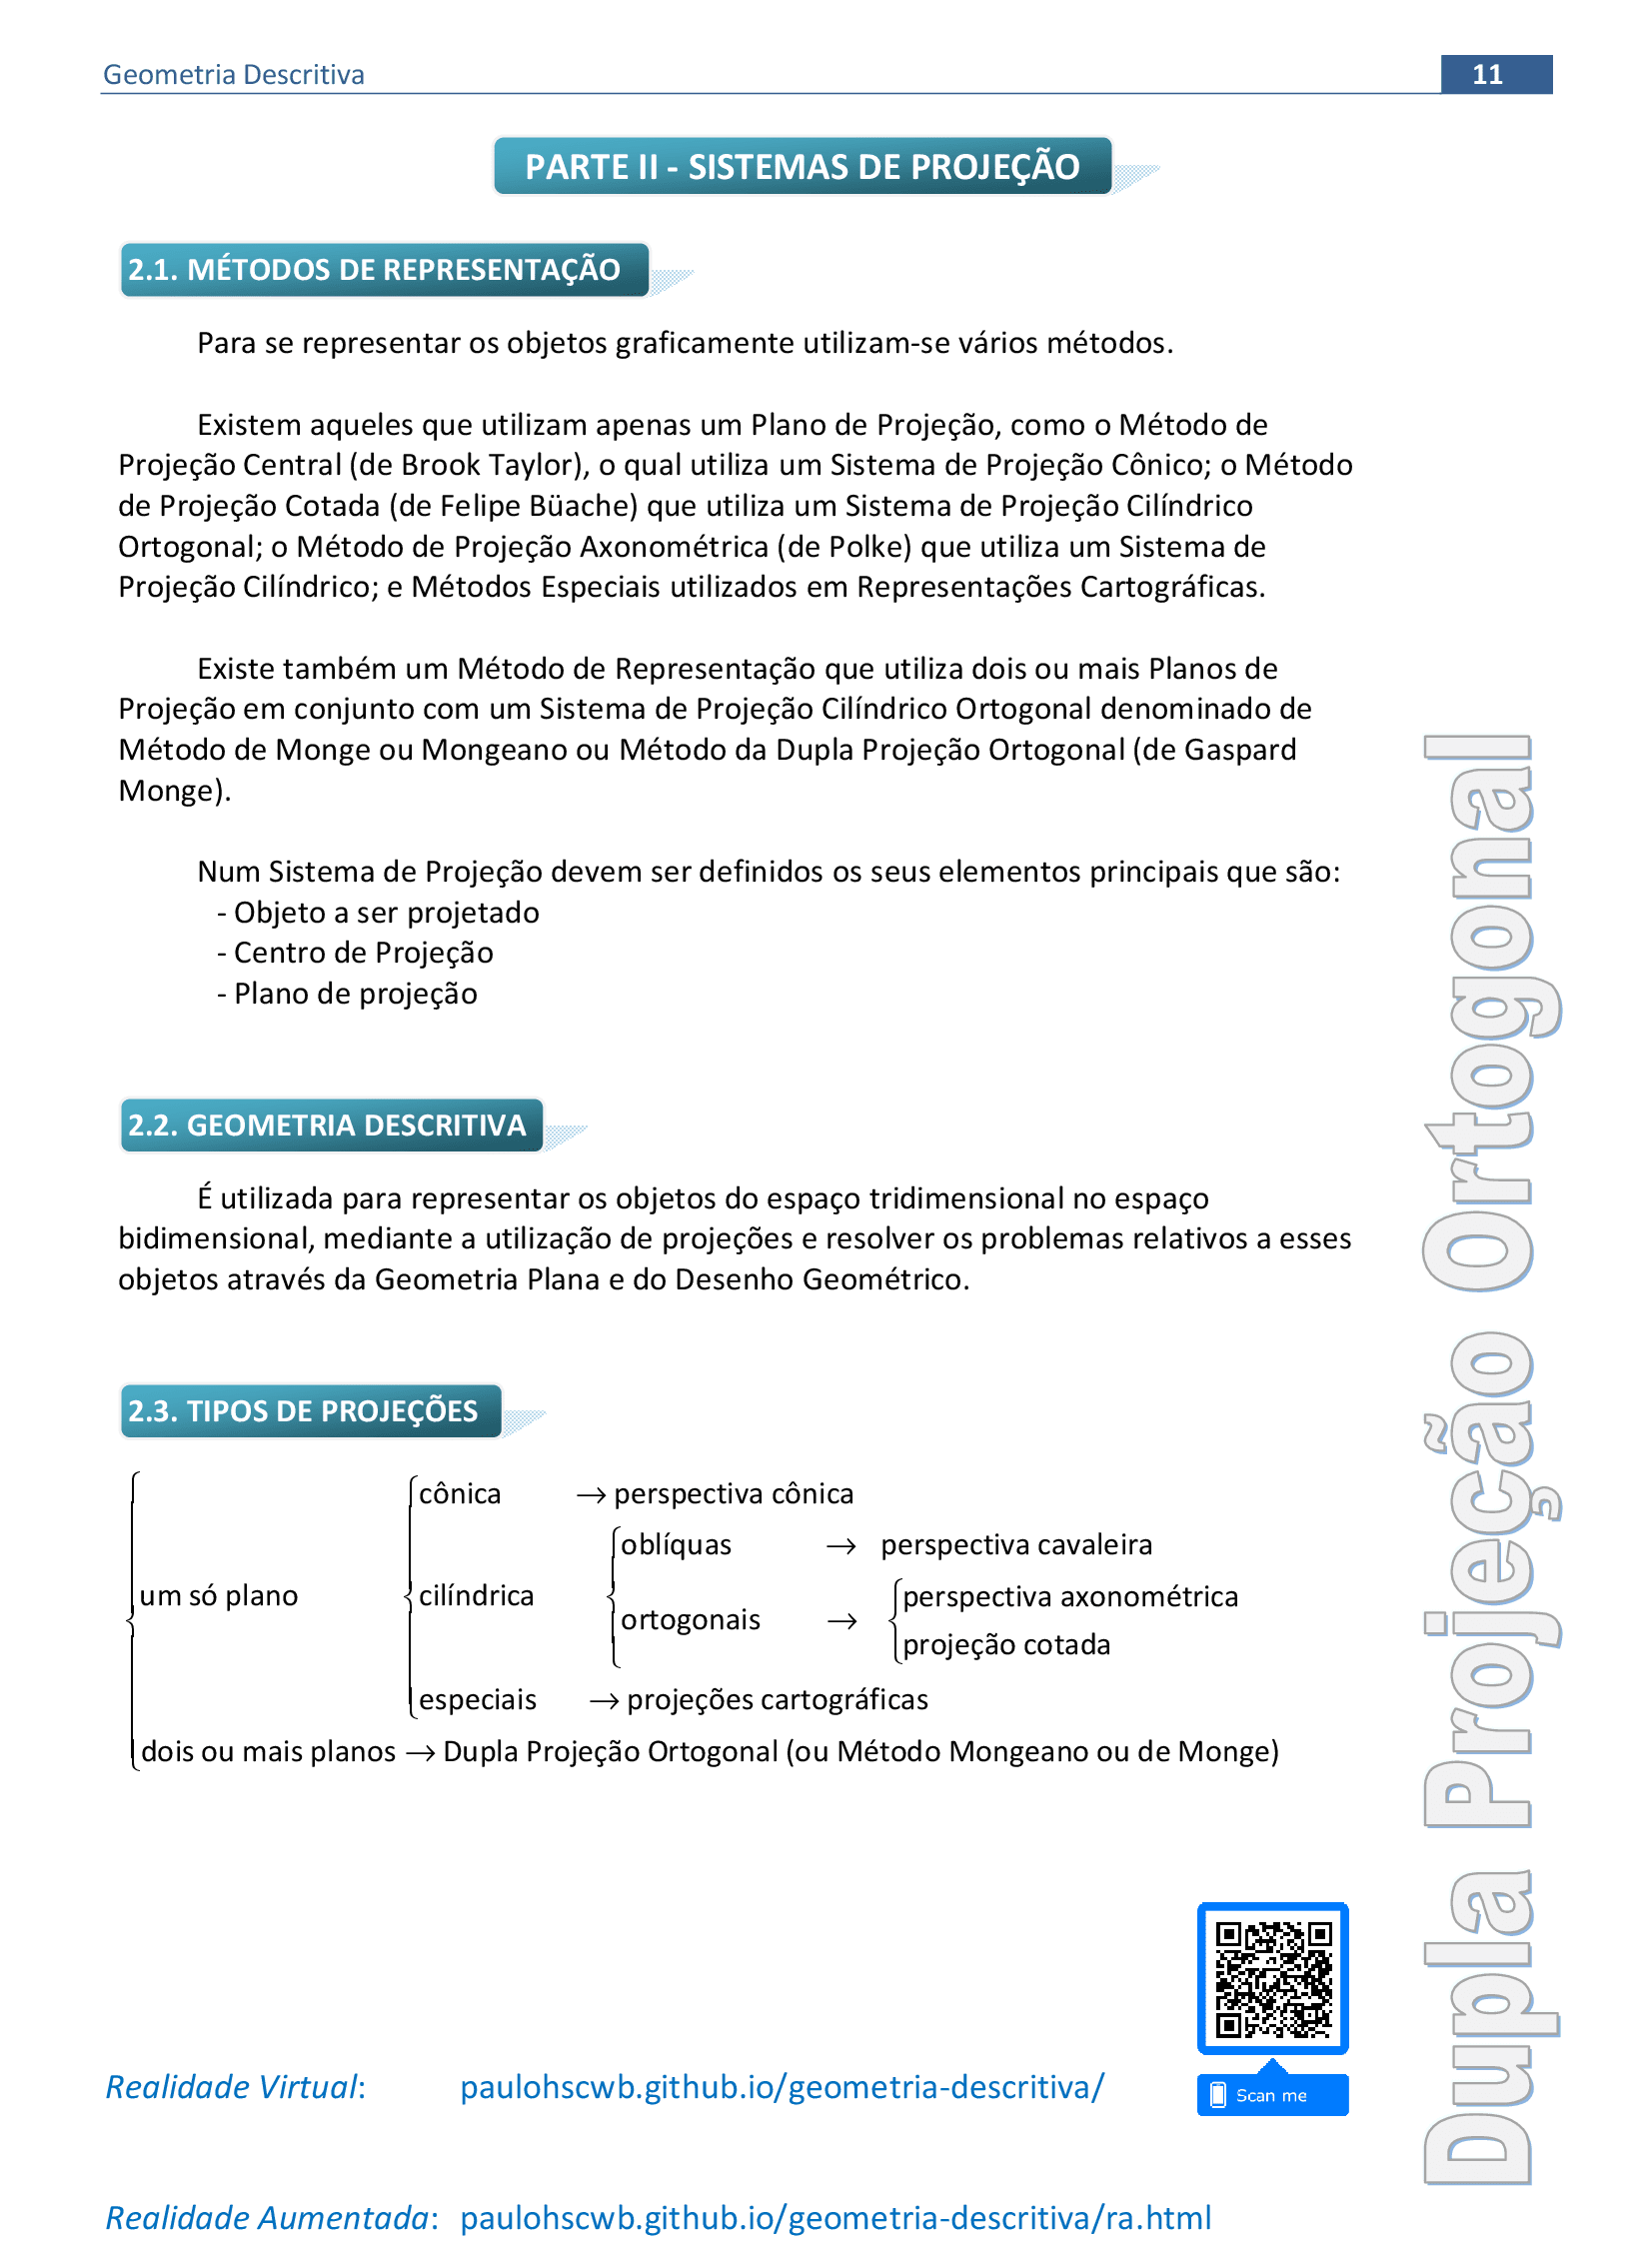 Geometria Descritiva 11
PARTE II - SISTEMAS DE PROJEÇÃO
2.1. MÉTODOS DE REPRESENTAÇÃO
Para se representar os objetos graficamente utilizam-se vários métodos.
Existem aqueles que utilizam apenas um Plano de Projeção, como o Método de
Projeção Central (de Brook Taylor), o qual utiliza um Sistema de Projeção Cônico; o Método
de Projeção Cotada (de Felipe Büache) que utiliza um Sistema de Projeção Cilíndrico
Ortogonal; o Método de Projeção Axonométrica (de Polke) que utiliza um Sistema de
Projeção Cilíndrico; e Métodos Especiais utilizados em Representações Cartográficas.
Existe também um Método de Representação que utiliza dois ou mais Planos de
Projeção em conjunto com um Sistema de Projeção Cilíndrico Ortogonal denominado de
Método de Monge ou Mongeano ou Método da Dupla Projeção Ortogonal (de Gaspard
Monge).
Num Sistema de Projeção devem ser definidos os seus elementos principais que são:
- Objeto a ser projetado
- Centro de Projeção
- Plano de projeção
2.2. GEOMETRIA DESCRITIVA
É utilizada para representar os objetos do espaço tridimensional no espaço
bidimensional, mediante a utilização de projeções e resolver os problemas relativos a esses
objetos através da Geometria Plana e do Desenho Geométrico.
2.3. TIPOS DE PROJEÇÕES
cônica → perspectiva cônica
oblíquas → perspectiva cavaleira
um só plano cilíndrica perspectiva axonométrica
ortogonais →
projeção cotada
especiais → projeções cartográficas
dois ou mais planos → Dupla Projeção Ortogonal (ou Método Mongeano ou de Monge)
Scan me
Realidade Virtual: paulohscwb.github.io/geometria-descritiva/
Realidade Aumentada: paulohscwb.github.io/geometria-descritiva/ra.html
Dupla Projeção Ortogonal